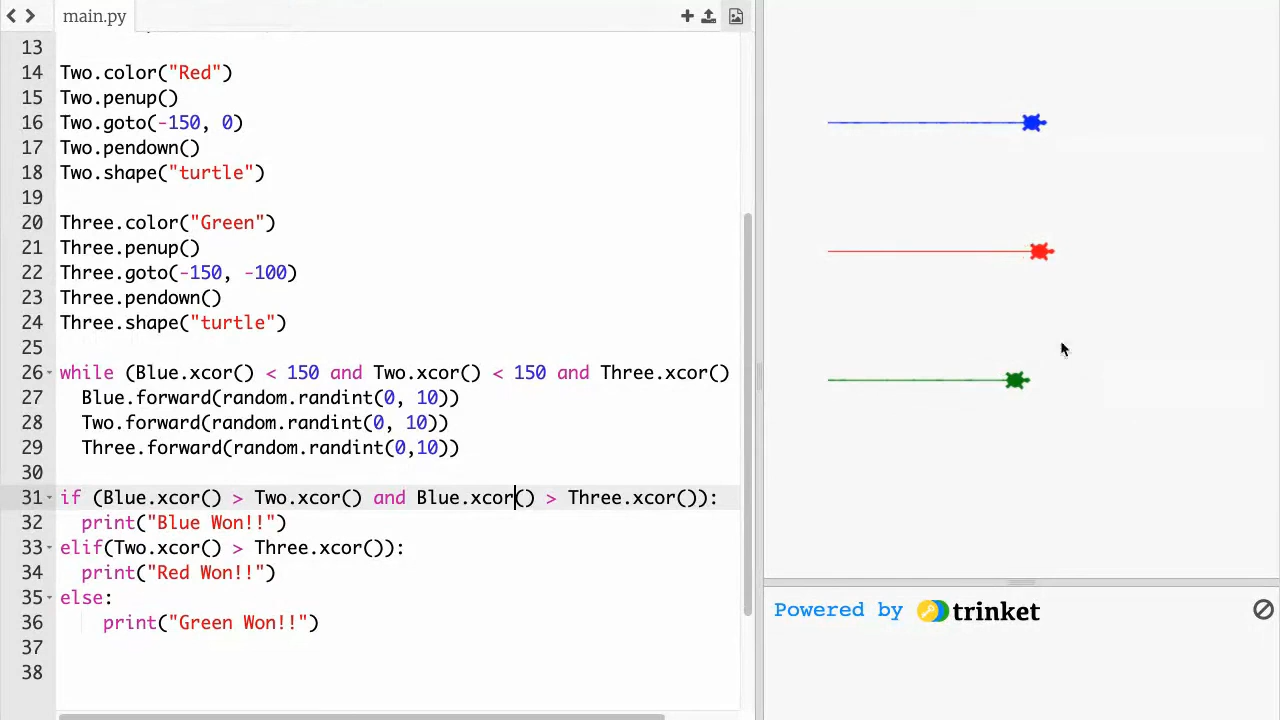 main.py
13
14 Two.color("Red")
15 Two.penup()
16 Two.goto(-150, 0)
17 Two.pendown()
18 Two.shape("turtle")
19
20 Three.color("Green")
21 Three.penup()
22 Three.goto(-150, -100)
23 Three.pendown()
24 Three.shape("turtle")
25
26 while (Blue.xcor() < 150 and Two.xcor() < 150 and Three.xcor()
27 Blue.forward(random.randint(0, 10))
28 Two.forward(random.randint(0, 10))
29 Three.forward(random.randint(0,10))
30
31 if (Blue.xcor() > Two.xcor() and Blue.xcor() > Three.xcor()):
32 print("Blue Won!!")
33 elif(Two.xcor() > Three.xcor()):
34 print("Red Won!!")
35 else:
36 print("Green Won!!")
37
38
Powered by trinket